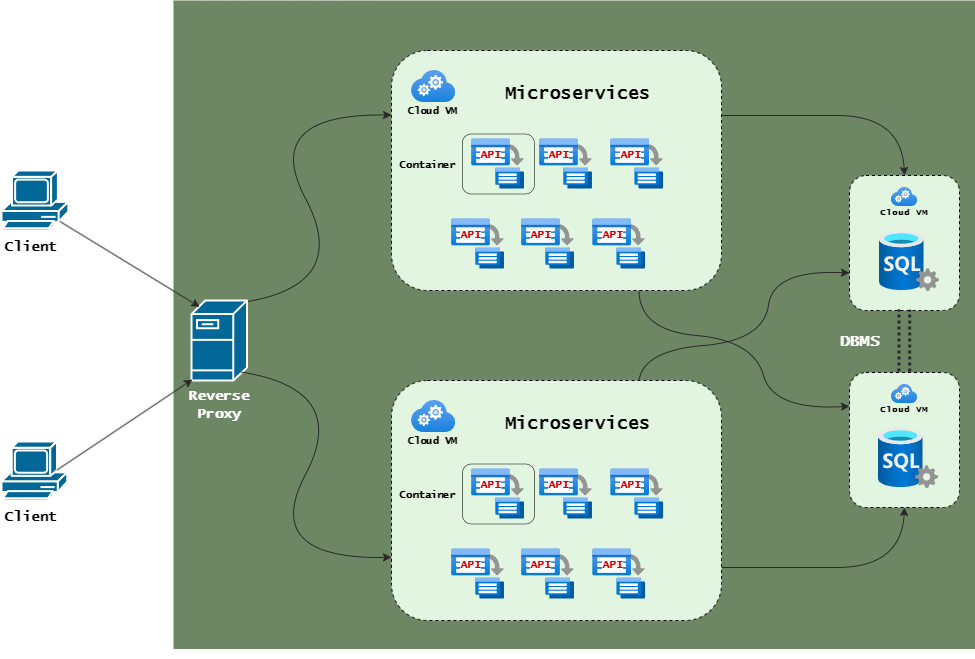 Client
Client
Reverse
Proxy
Cloud VM
Microservices
Container
API
API
API
API
API
API
Cloud VM
Microservices
Container
API
API
API
API
API
API
Cloud VM
SQL
DBMS
Cloud VM
SQL